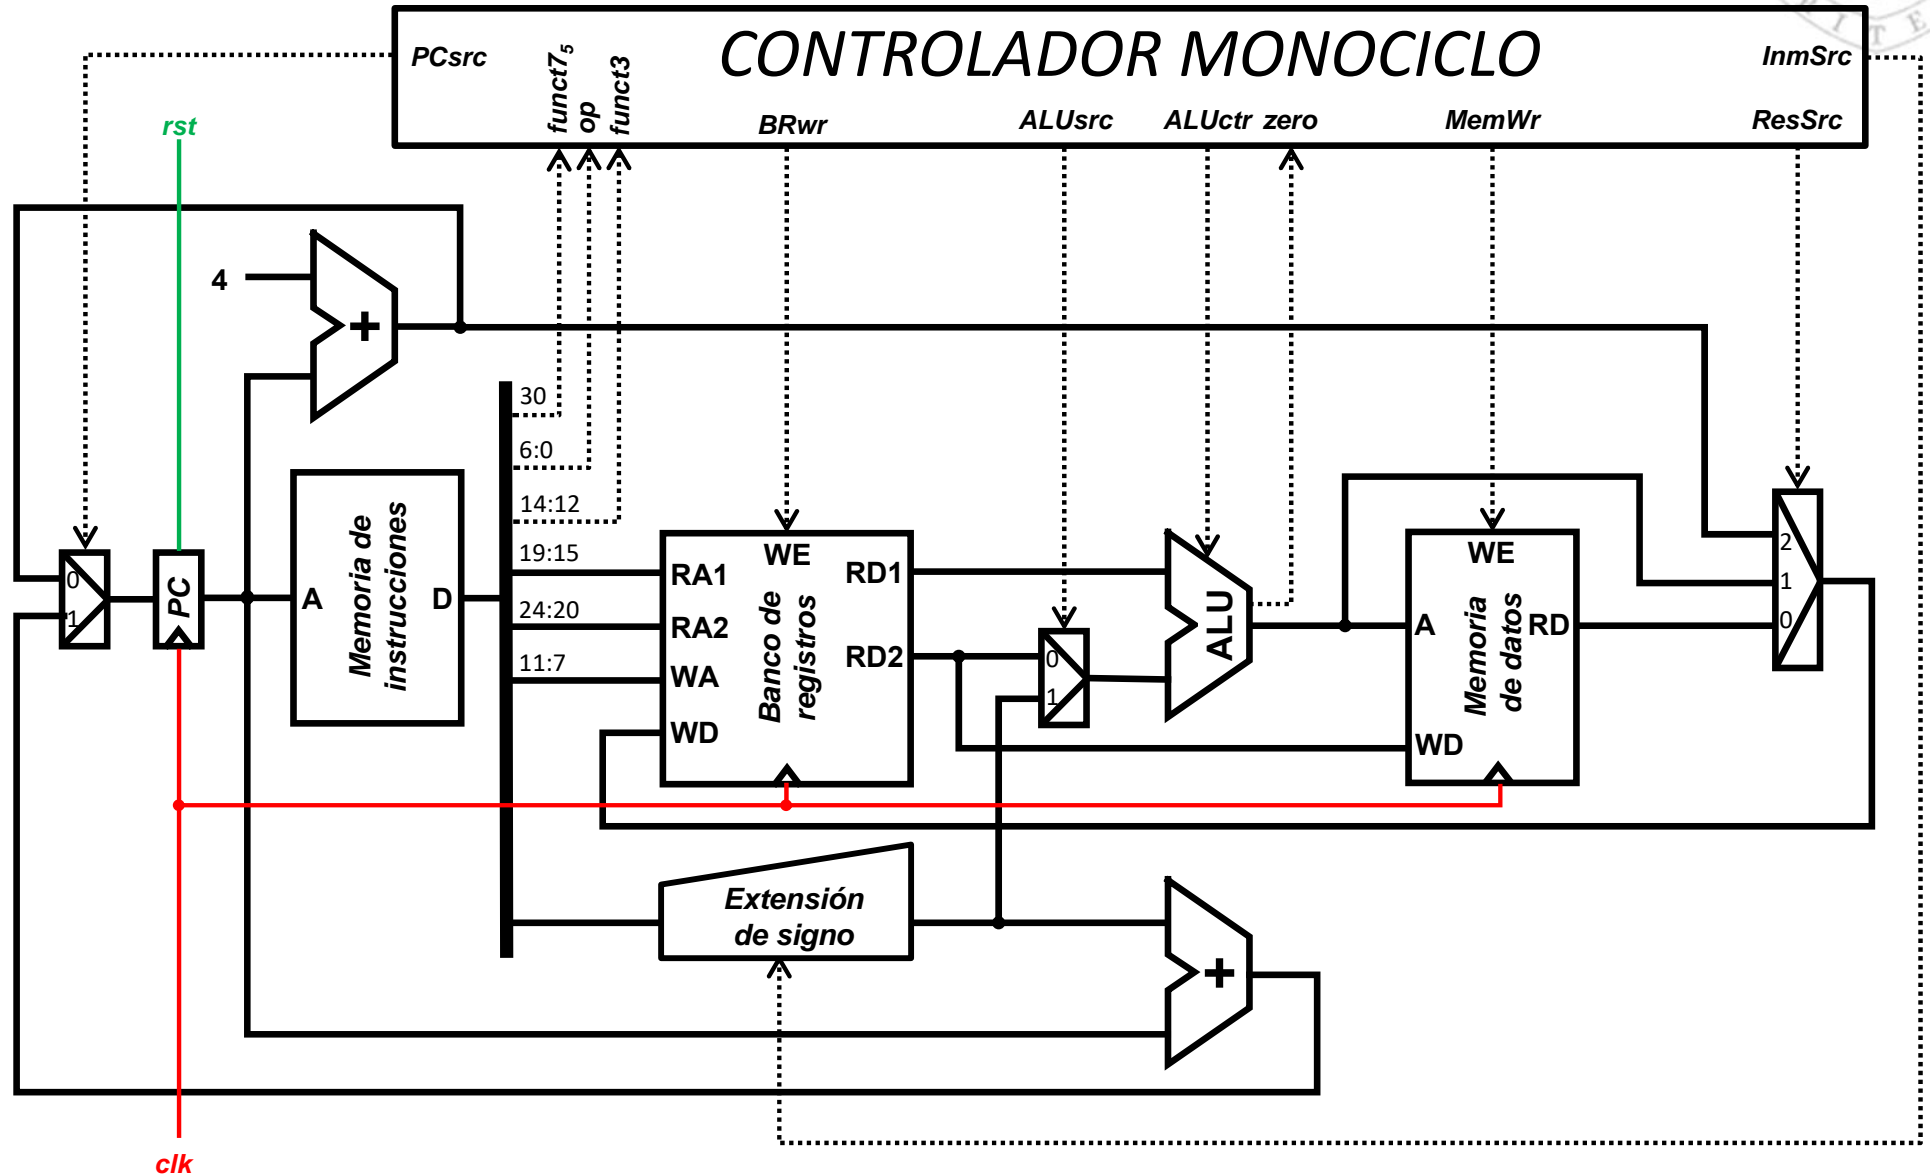 CONTROLADOR MONOCICLO
PCsrc
funct7₅
op
funct3
BRwr
ALUsrc
ALUctr
zero
MemWr
InmSrc
ResSrc
rst
4
+
30
6:0
14:12
19:15
24:20
11:7
0
1
PC
A
Memoria de
instrucciones
D
RA1
RA2
WA
WD
WE
Banco de
registros
RD1
RD2
0
1
ALU
A
WD
WE
Memoria
de datos
RD
2
1
0
Extensión
de signo
+
clk
I T E